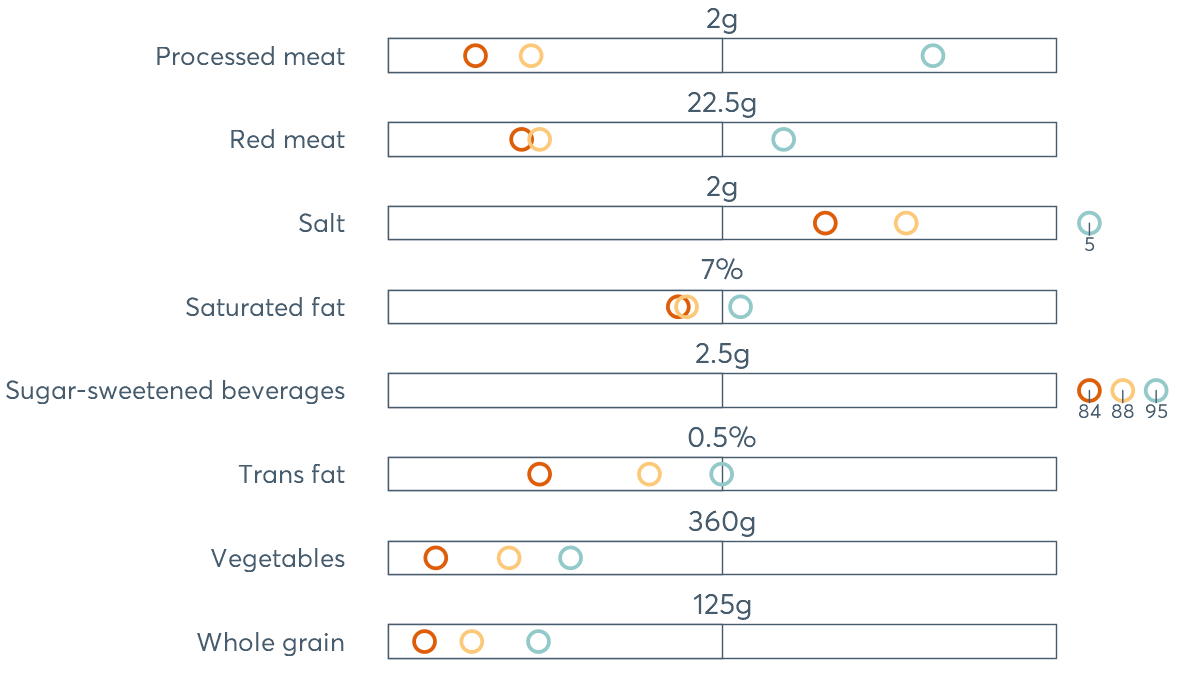 2g
Processed meat
22.5g
Red meat
2g
Salt
5
7%
Saturated fat
2.5g
Sugar-sweetened beverages
84 88 95
0.5%
Trans fat
360g
Vegetables
125g
Whole grain